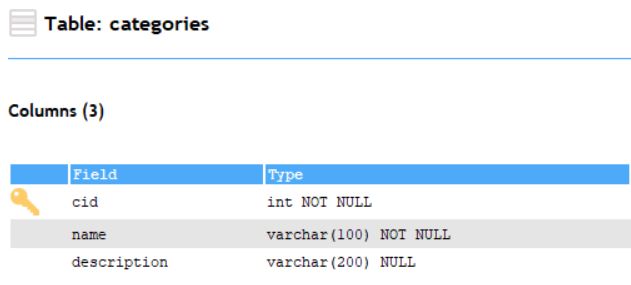 Table: categories
Columns (3)
Field Type
cid int NOT NULL
name varchar(100) NOT NULL
description varchar(200) NULL